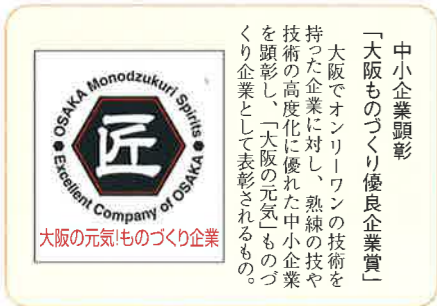 中小企業顕彰
「大阪ものづくり優良企業賞」
大阪でオンリーワンの技術を
持った企業に対し、熟練の技や
技術の高度化に優れた中小企業
を顕彰し、「大阪の元気」ものづ
くり企業として表彰されるもの。
OSAKA Monodzukuri Spirits
匠
Excellent Company of OSAKA
大阪の元気!ものづくり企業